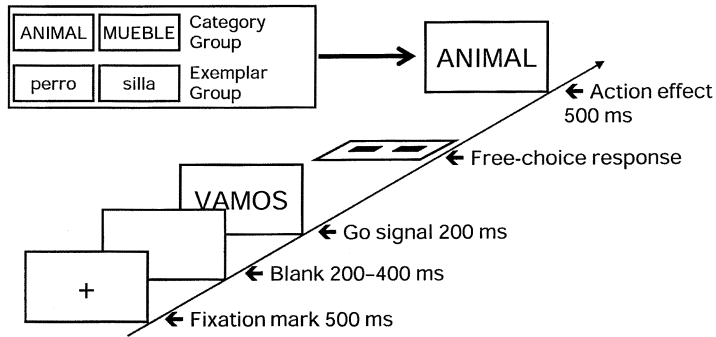 ANIMAL MUEBLE Category Group
perro silla Exemplar Group
ANIMAL
Action effect
500 ms
Free-choice response
VAMOS
Go signal 200 ms
Blank 200–400 ms
+
Fixation mark 500 ms